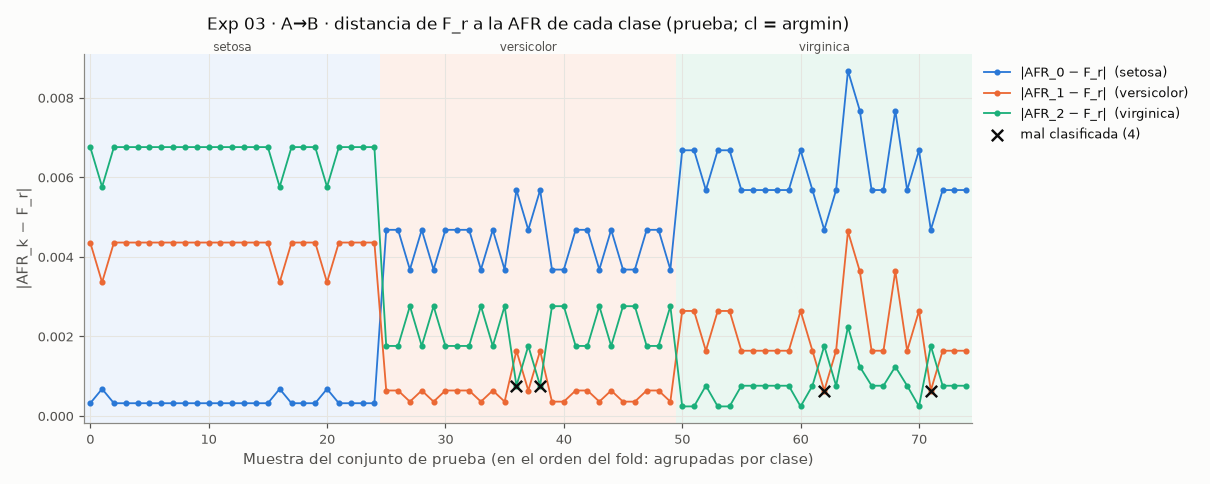 Exp 03 · A→B · distancia de F_r a la AFR de cada clase (prueba; cl = argmin)
setosa
versicolor
virginica
|AFR_k − F_r|
0.008
0.006
0.004
0.002
0.000
0
10
20
30
40
50
60
70
Muestra del conjunto de prueba (en el orden del fold: agrupadas por clase)
|AFR_0 − F_r| (setosa)
|AFR_1 − F_r| (versicolor)
|AFR_2 − F_r| (virginica)
mal clasificada (4)